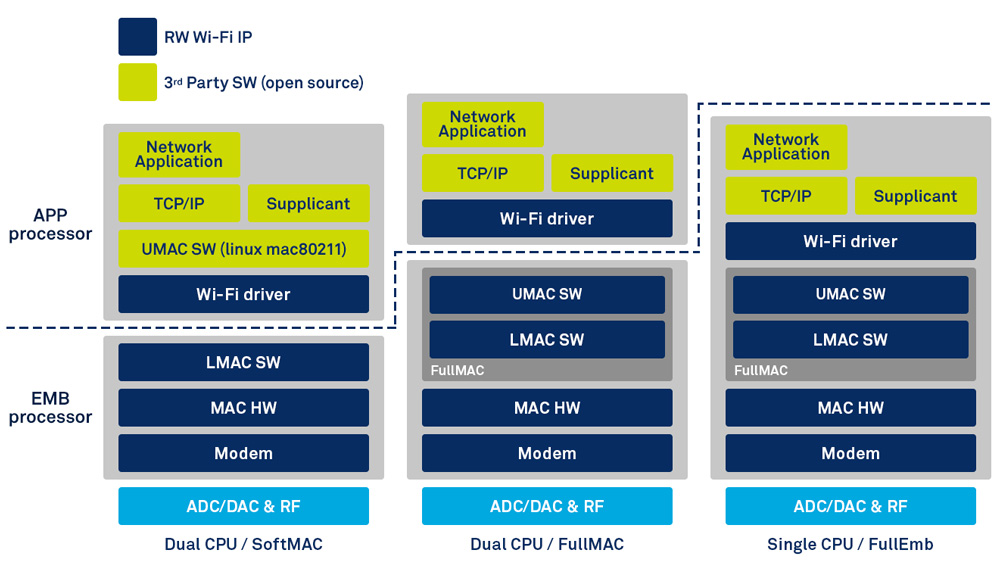 RW Wi-Fi IP
3rd Party SW (open source)
APP
processor
EMB
processor
Network
Application
TCP/IP
Supplicant
UMAC SW (linux mac80211)
Wi-Fi driver
LMAC SW
MAC HW
Modem
ADC/DAC & RF
Dual CPU / SoftMAC
Network
Application
TCP/IP
Supplicant
Wi-Fi driver
UMAC SW
LMAC SW
FullMAC
MAC HW
Modem
ADC/DAC & RF
Dual CPU / FullMAC
Network
Application
TCP/IP
Supplicant
Wi-Fi driver
UMAC SW
LMAC SW
FullMAC
MAC HW
Modem
ADC/DAC & RF
Single CPU / FullEmb